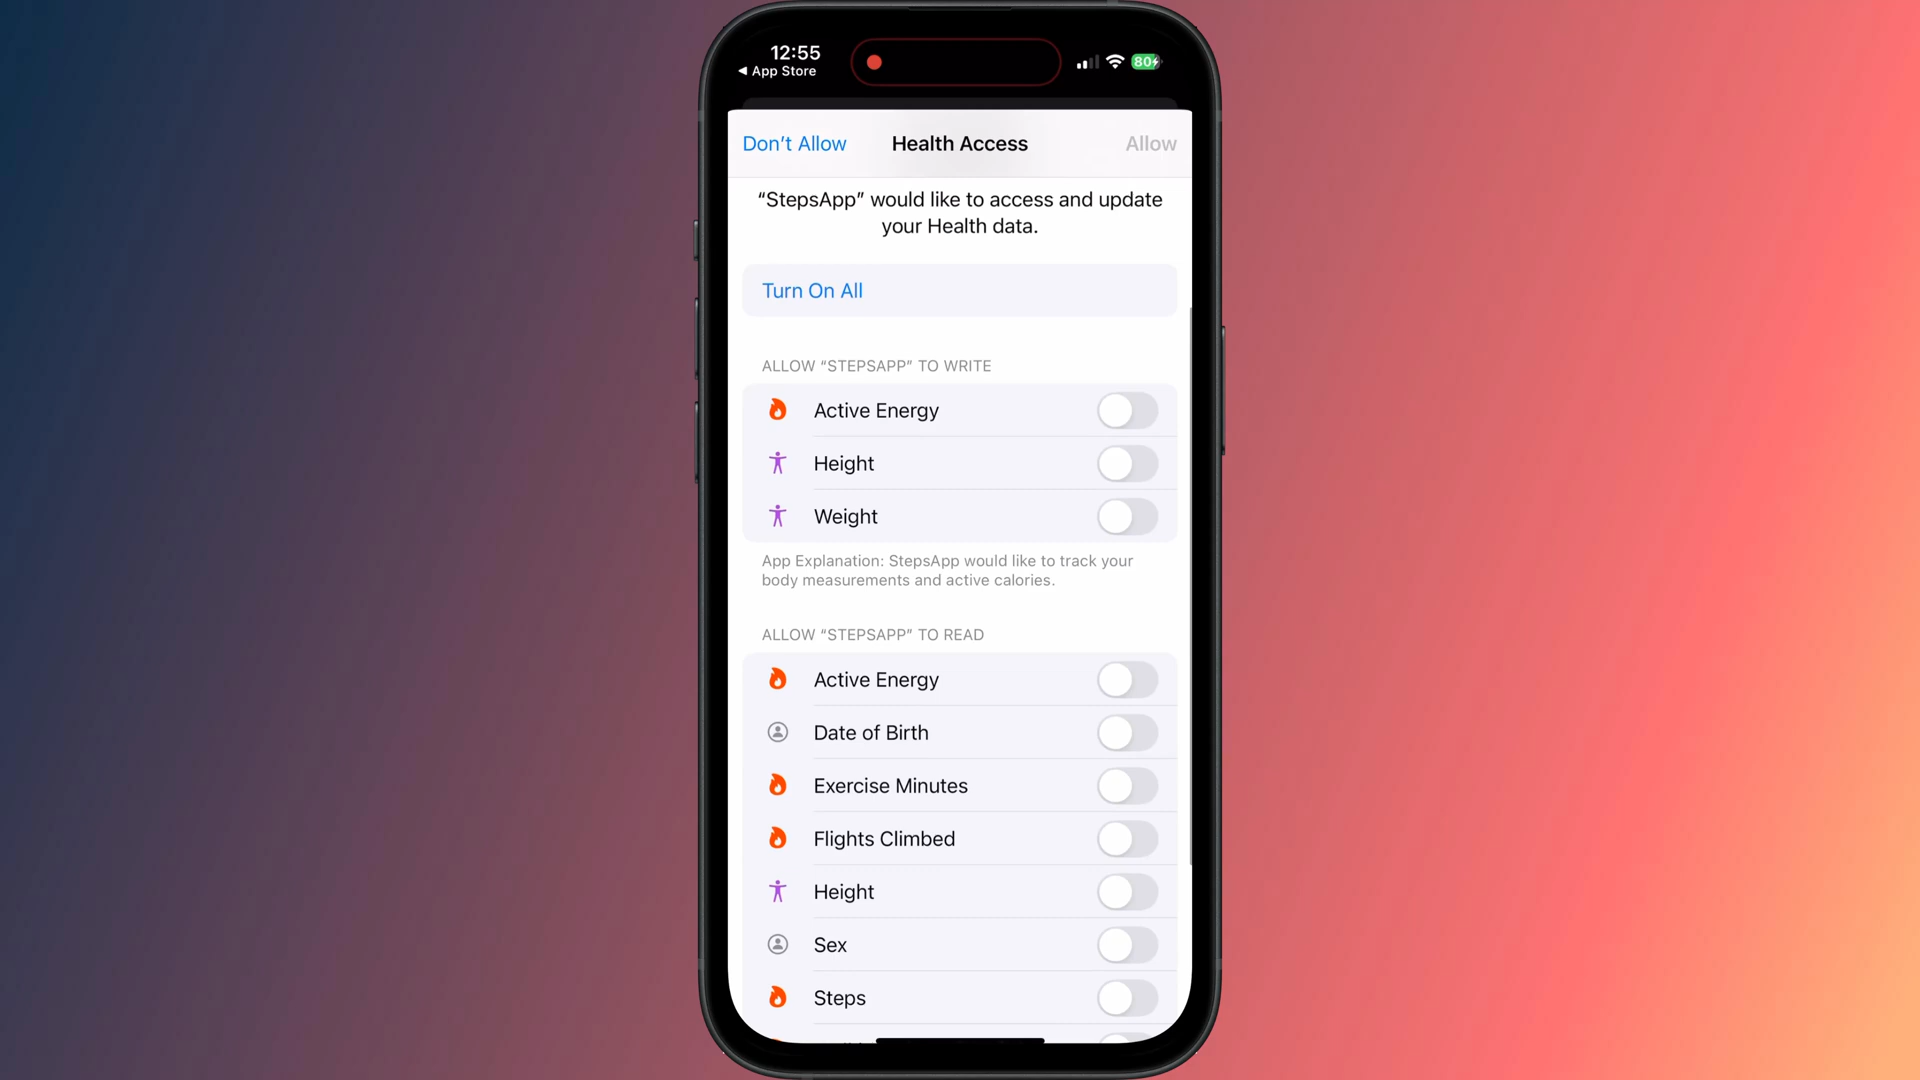 12:55
◀ App Store
80
Don’t Allow
Health Access
Allow
“StepsApp” would like to access and update
your Health data.
Turn On All
ALLOW “STEPSAPP” TO WRITE
Active Energy
Height
Weight
App Explanation: StepsApp would like to track your
body measurements and active calories.
ALLOW “STEPSAPP” TO READ
Active Energy
Date of Birth
Exercise Minutes
Flights Climbed
Height
Sex
Steps